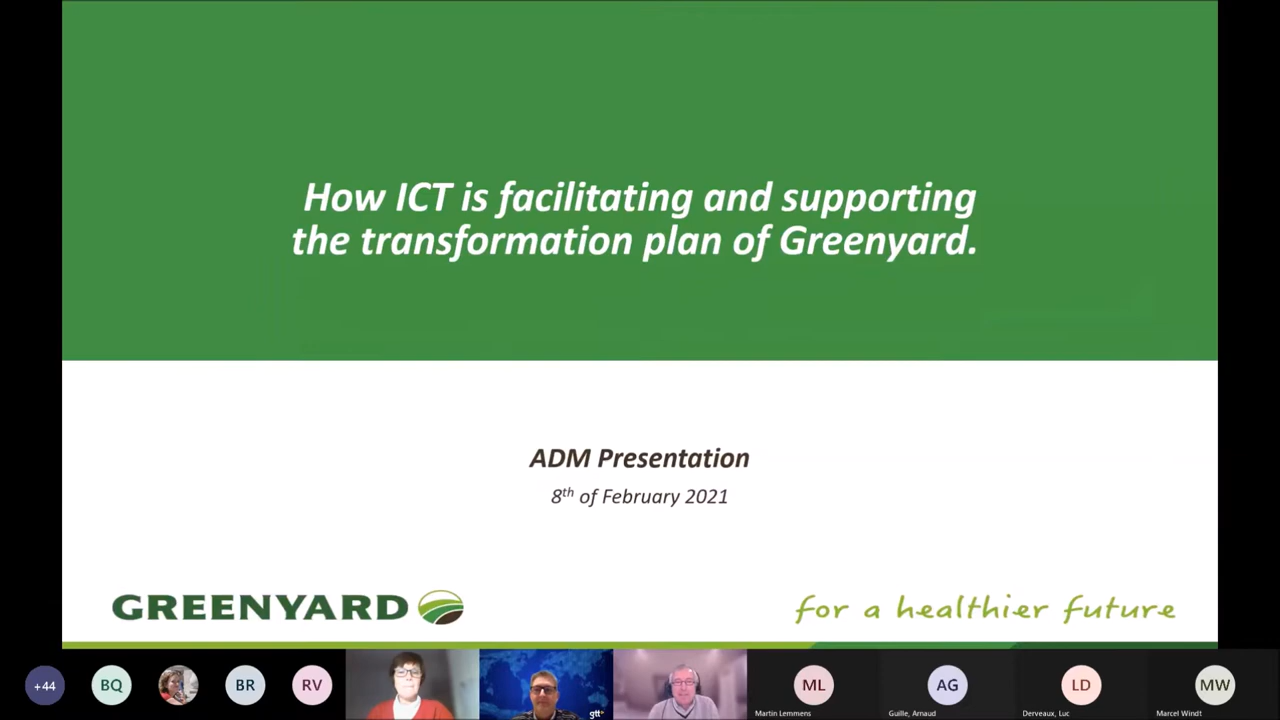 How ICT is facilitating and supporting
the transformation plan of Greenyard.
ADM Presentation
8th of February 2021
GREENYARD
for a healthier future
+44
BQ
BR
RV
gtt
ML
AG
LD
MW
Martin Lemmens
Guille, Arnaud
Derveaux, Luc
Marcel Windt